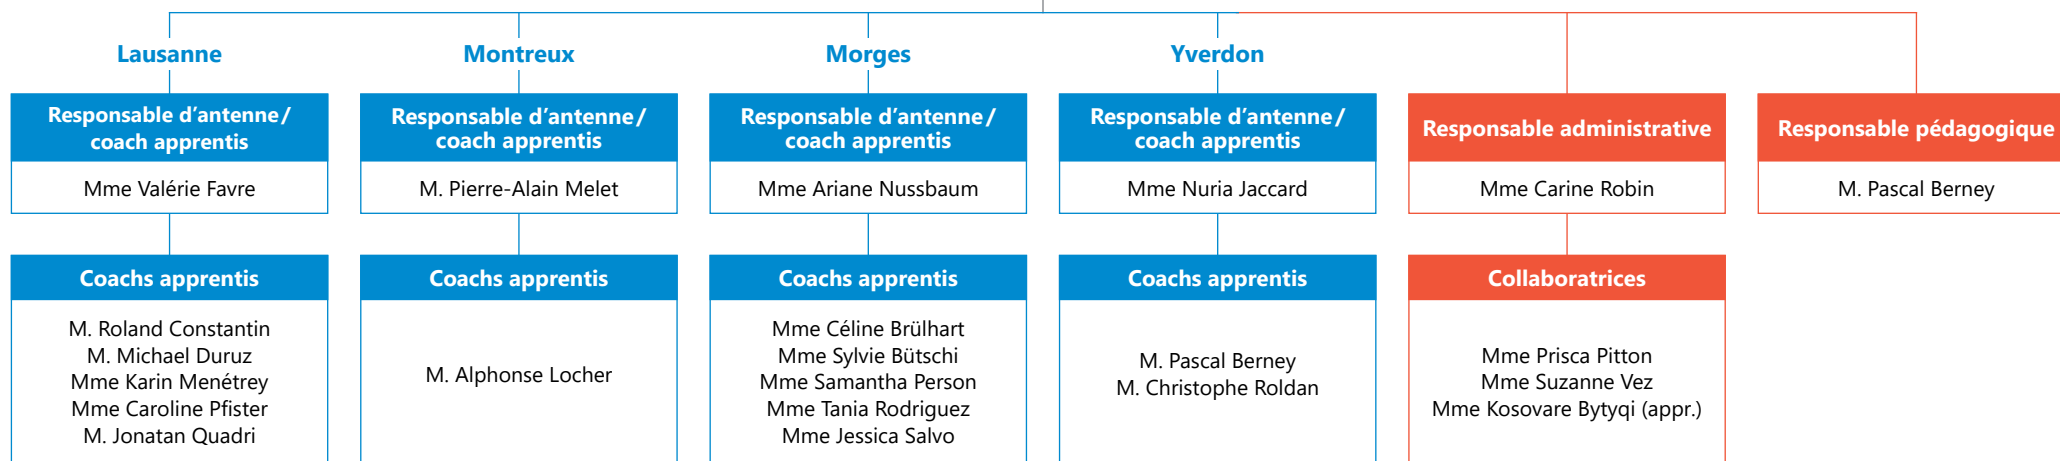 Lausanne
Montreux
Morges
Yverdon
Responsable d'antenne/
coach apprentis
Mme Valérie Favre
Responsable d'antenne/
coach apprentis
M. Pierre-Alain Melet
Responsable d'antenne/
coach apprentis
Mme Ariane Nussbaum
Responsable d'antenne/
coach apprentis
Mme Nuria Jaccard
Responsable administrative
Mme Carine Robin
Responsable pédagogique
M. Pascal Berney
Coachs apprentis
M. Roland Constantin
M. Michael Duruz
Mme Karin Menétrey
Mme Caroline Pfister
M. Jonatan Quadri
Coachs apprentis
M. Alphonse Locher
Coachs apprentis
Mme Céline Brülhart
Mme Sylvie Bütschi
Mme Samantha Person
Mme Tania Rodriguez
Mme Jessica Salvo
Coachs apprentis
M. Pascal Berney
M. Christophe Roldan
Collaboratrices
Mme Prisca Pitton
Mme Suzanne Vez
Mme Kosovare Bytyqi (appr.)